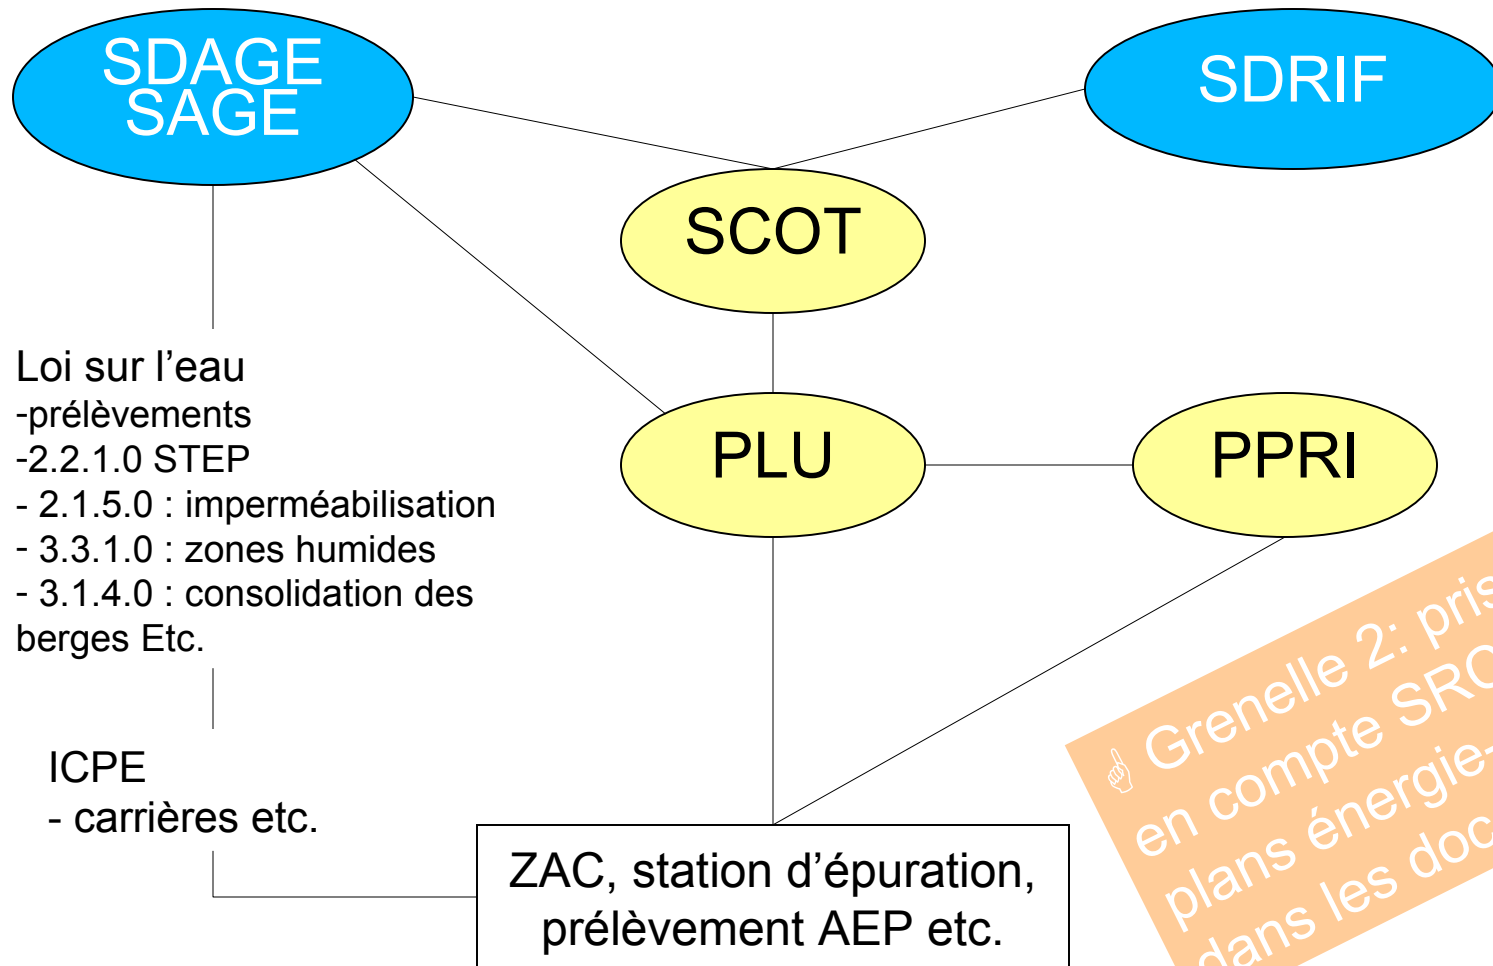 SDAGE
SAGE
SDRIF
SCOT
PLU
PPRI
Loi sur l’eau
-prélèvements
-2.2.1.0 STEP
- 2.1.5.0 : imperméabilisation
- 3.3.1.0 : zones humides
- 3.1.4.0 : consolidation des
berges Etc.
ICPE
- carrières etc.
ZAC, station d’épuration,
prélèvement AEP etc.
☝ Grenelle 2: pris
en compte SRC
plans énergie-
dans les doc